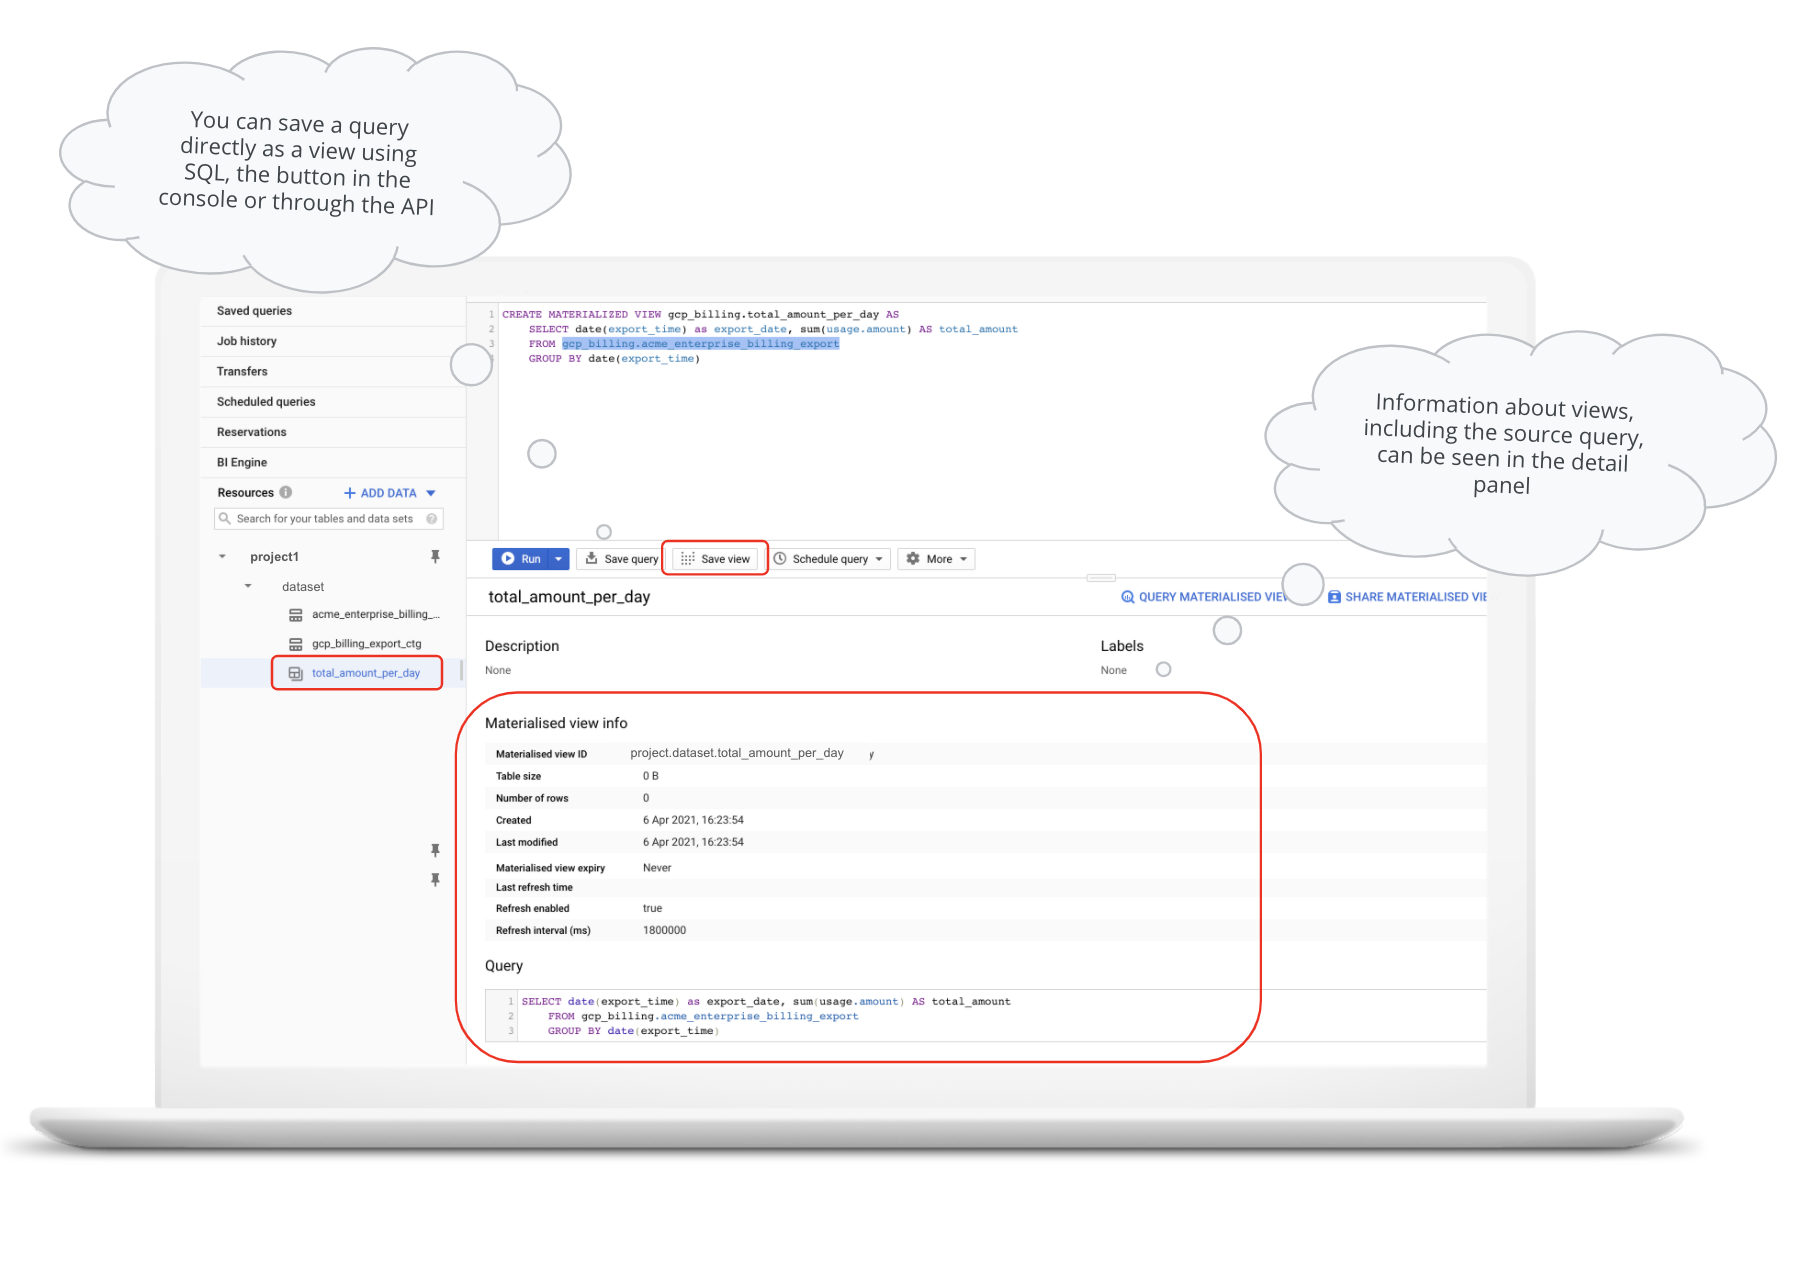 You can save a query
directly as a view using
SQL, the button in the
console or through the API
Saved queries
Job history
Transfers
Scheduled queries
Reservations
BI Engine
Resources
ADD DATA
Search for your tables and data sets
project1
dataset
acme_enterprise_billing_...
gcp_billing_export_ctg
total_amount_per_day
1 CREATE MATERIALIZED VIEW gcp_billing.total_amount_per_day AS
2 SELECT date(export_time) as export_date, sum(usage.amount) AS total_amount
3 FROM gcp_billing.acme_enterprise_billing_export
GROUP BY date(export_time)
Information about views,
including the source query,
can be seen in the detail
panel
Run Save query Save view Schedule query More
total_amount_per_day
QUERY MATERIALISED VIEW SHARE MATERIALISED VIE
Description
None
Labels
None
Materialised view info
Materialised view ID project.dataset.total_amount_per_day y
Table size 0 B
Number of rows 0
Created 6 Apr 2021, 16:23:54
Last modified 6 Apr 2021, 16:23:54
Materialised view expiry Never
Last refresh time
Refresh enabled true
Refresh interval (ms) 1800000
Query
1 SELECT date(export_time) as export_date, sum(usage.amount) AS total_amount
2 FROM gcp_billing.acme_enterprise_billing_export
3 GROUP BY date(export_time)